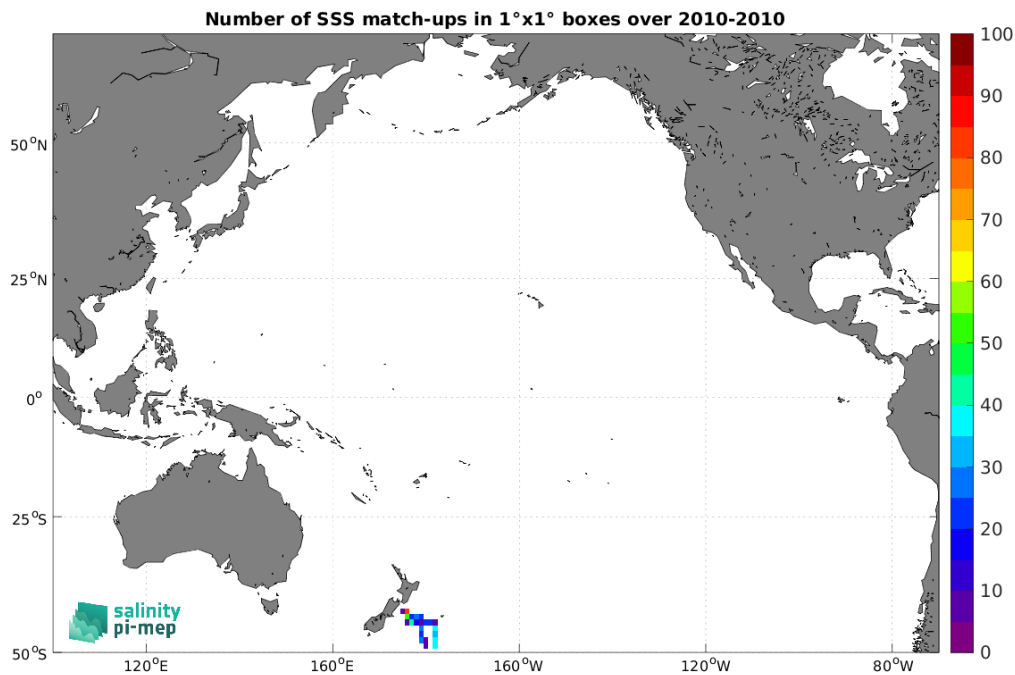 Number of SSS match-ups in 1°x1° boxes over 2010-2010
100
90
80
70
60
50
40
30
20
10
0
50°N
25°N
0°
25°S
50°S
120°E
160°E
160°W
120°W
80°W
salinity
pi-mep